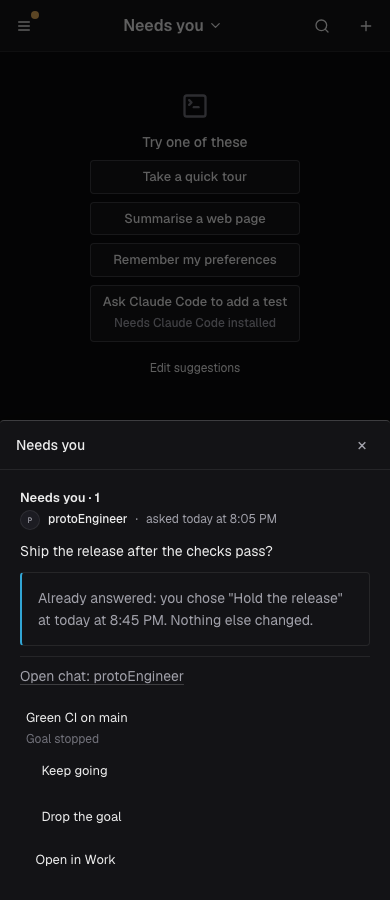 Needs you
Try one of these
Take a quick tour
Summarise a web page
Remember my preferences
Ask Claude Code to add a test
Needs Claude Code installed
Edit suggestions
Needs you
Needs you · 1
P protoEngineer · asked today at 8:05 PM
Ship the release after the checks pass?
Already answered: you chose "Hold the release"
at today at 8:45 PM. Nothing else changed.
Open chat: protoEngineer
Green CI on main
Goal stopped
Keep going
Drop the goal
Open in Work